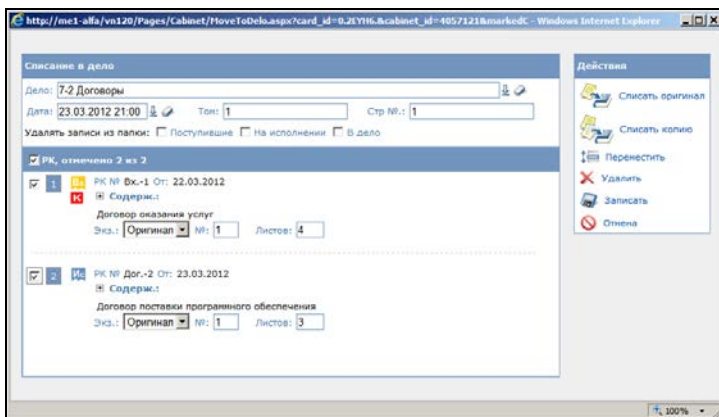 http://me1-alfa/vn120/Pages/Cabinet/MoveToDelo.aspx?card_id=0.2EYH6.&cabinet_id=4057121&markedC - Windows Internet Explorer
Списание в дело
Дело: 7-2 Договоры
Дата: 23.03.2012 21:00 Том: 1 Стр №.: 1
Удалять записи из папки: Поступившие На исполнении В дело
РК, отмечено 2 из 2
1 Вх РК № Вх.-1 От: 22.03.2012
К Содерж.:
Договор оказания услуг
Экз.: Оригинал №: 1 Листов: 4
2 Ис РК № Дог.-2 От: 23.03.2012
Содерж.:
Договор поставки программного обеспечения
Экз.: Оригинал №: 1 Листов: 3
Действия
Списать оригинал
Списать копию
Переместить
Удалить
Записать
Отмена
100%